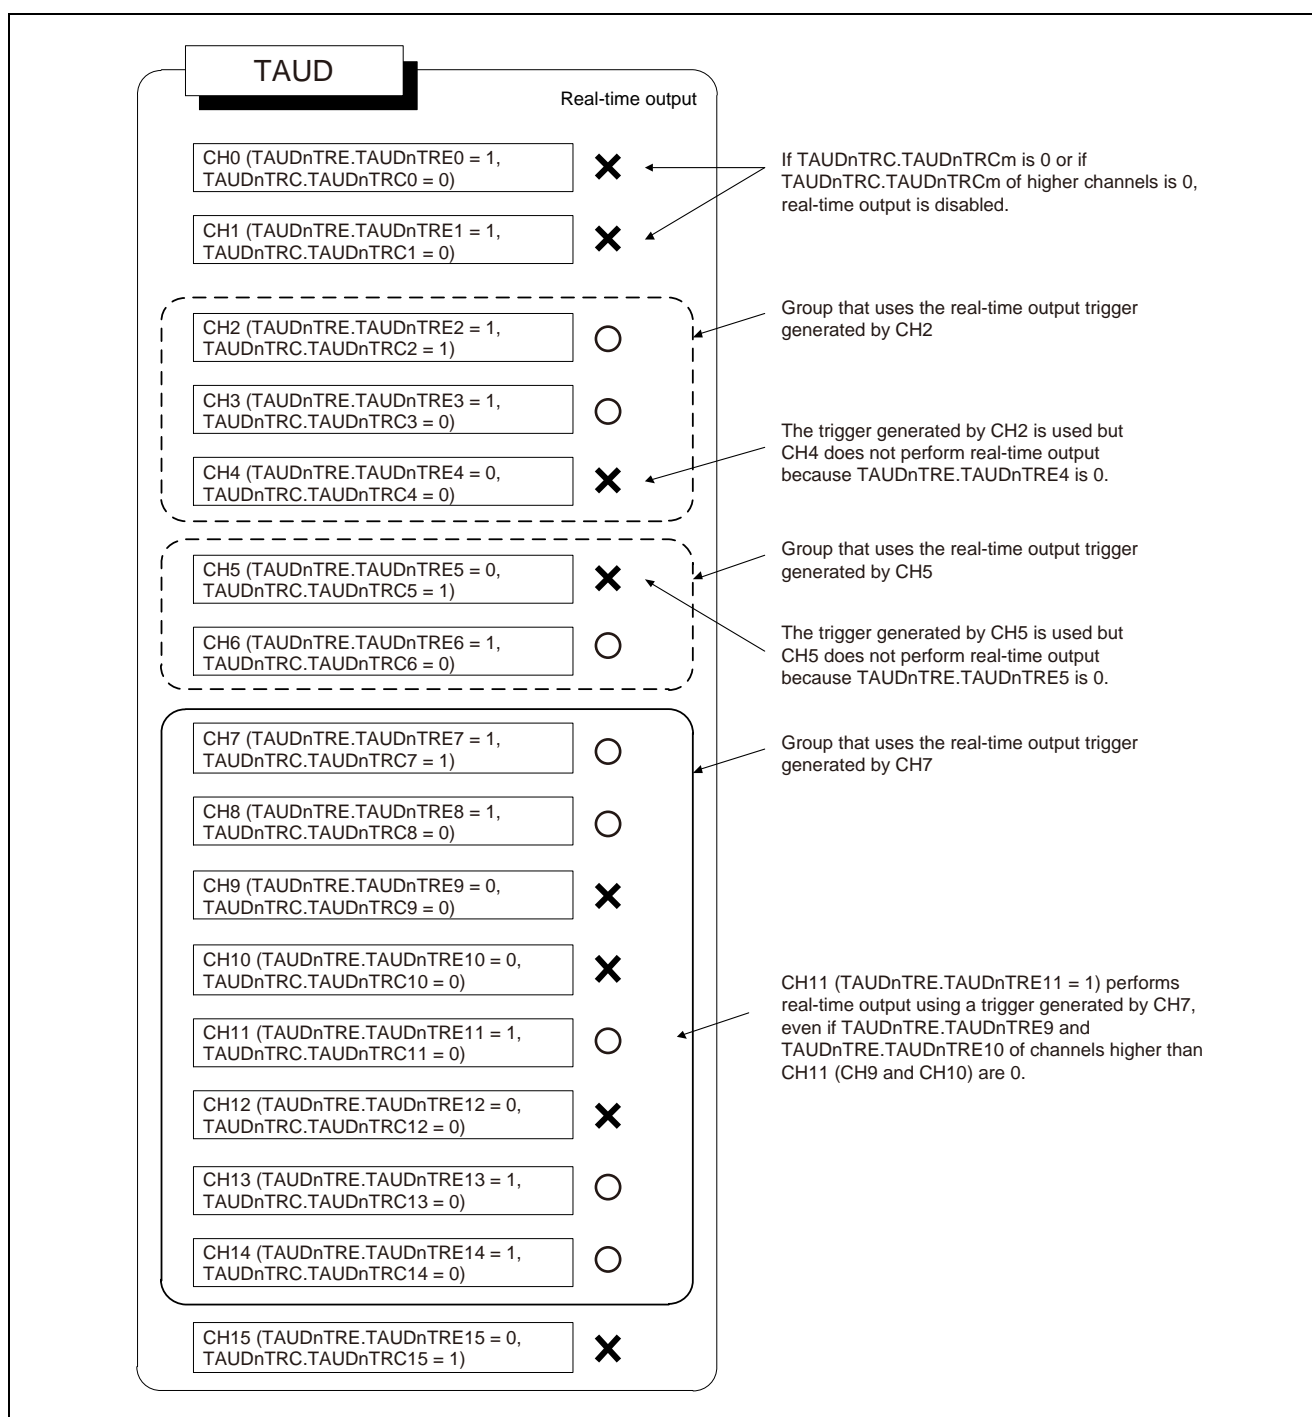 TAUD
Real-time output
CH0 (TAUDnTRE.TAUDnTRE0 = 1,
TAUDnTRC.TAUDnTRC0 = 0)
If TAUDnTRC.TAUDnTRCm is 0 or if
TAUDnTRC.TAUDnTRCm of higher channels is 0,
real-time output is disabled.
CH1 (TAUDnTRE.TAUDnTRE1 = 1,
TAUDnTRC.TAUDnTRC1 = 0)
Group that uses the real-time output trigger
generated by CH2
CH2 (TAUDnTRE.TAUDnTRE2 = 1,
TAUDnTRC.TAUDnTRC2 = 1)
CH3 (TAUDnTRE.TAUDnTRE3 = 1,
TAUDnTRC.TAUDnTRC3 = 0)
The trigger generated by CH2 is used but
CH4 does not perform real-time output
because TAUDnTRE.TAUDnTRE4 is 0.
CH4 (TAUDnTRE.TAUDnTRE4 = 0,
TAUDnTRC.TAUDnTRC4 = 0)
Group that uses the real-time output trigger
generated by CH5
CH5 (TAUDnTRE.TAUDnTRE5 = 0,
TAUDnTRC.TAUDnTRC5 = 1)
The trigger generated by CH5 is used but
CH5 does not perform real-time output
because TAUDnTRE.TAUDnTRE5 is 0.
CH6 (TAUDnTRE.TAUDnTRE6 = 1,
TAUDnTRC.TAUDnTRC6 = 0)
CH7 (TAUDnTRE.TAUDnTRE7 = 1,
TAUDnTRC.TAUDnTRC7 = 1)
Group that uses the real-time output trigger
generated by CH7
CH8 (TAUDnTRE.TAUDnTRE8 = 1,
TAUDnTRC.TAUDnTRC8 = 0)
CH9 (TAUDnTRE.TAUDnTRE9 = 0,
TAUDnTRC.TAUDnTRC9 = 0)
CH10 (TAUDnTRE.TAUDnTRE10 = 0,
TAUDnTRC.TAUDnTRC10 = 0)
CH11 (TAUDnTRE.TAUDnTRE11 = 1) performs
real-time output using a trigger generated by CH7,
even if TAUDnTRE.TAUDnTRE9 and
TAUDnTRE.TAUDnTRE10 of channels higher than
CH11 (CH9 and CH10) are 0.
CH11 (TAUDnTRE.TAUDnTRE11 = 1,
TAUDnTRC.TAUDnTRC11 = 0)
CH12 (TAUDnTRE.TAUDnTRE12 = 0,
TAUDnTRC.TAUDnTRC12 = 0)
CH13 (TAUDnTRE.TAUDnTRE13 = 1,
TAUDnTRC.TAUDnTRC13 = 0)
CH14 (TAUDnTRE.TAUDnTRE14 = 1,
TAUDnTRC.TAUDnTRC14 = 0)
CH15 (TAUDnTRE.TAUDnTRE15 = 0,
TAUDnTRC.TAUDnTRC15 = 1)